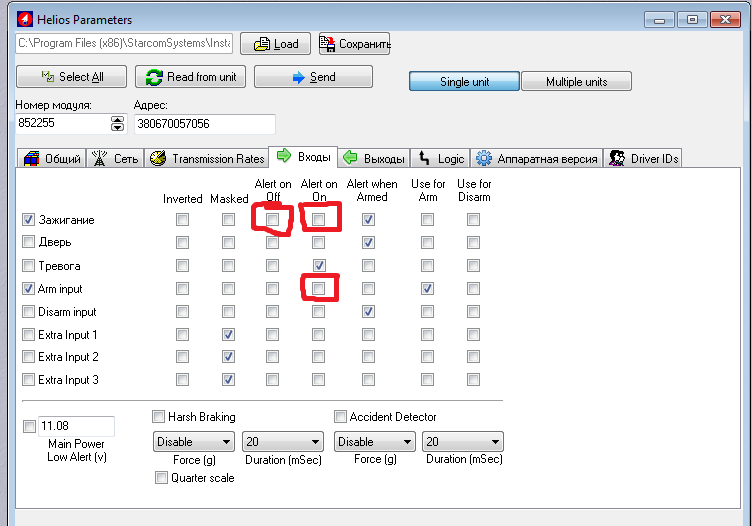 Helios Parameters
C:\Program Files (x86)\StarcomSystems\Insta
Load
Сохранить
Select All
Read from unit
Send
Single unit
Multiple units
Номер модуля:
Адрес:
852255
380670057056
Общий
Сеть
Transmission Rates
Входы
Выходы
Logic
Аппаратная версия
Driver IDs
Inverted
Masked
Alert on
Off
Alert on
On
Alert when
Armed
Use for
Arm
Use for
Disarm
Зажигание
Дверь
Тревога
Arm input
Disarm input
Extra Input 1
Extra Input 2
Extra Input 3
11.08
Main Power
Low Alert (v)
Harsh Braking
Accident Detector
Disable
20
Disable
20
Force (g)
Duration (mSec)
Force (g)
Duration (mSec)
Quarter scale